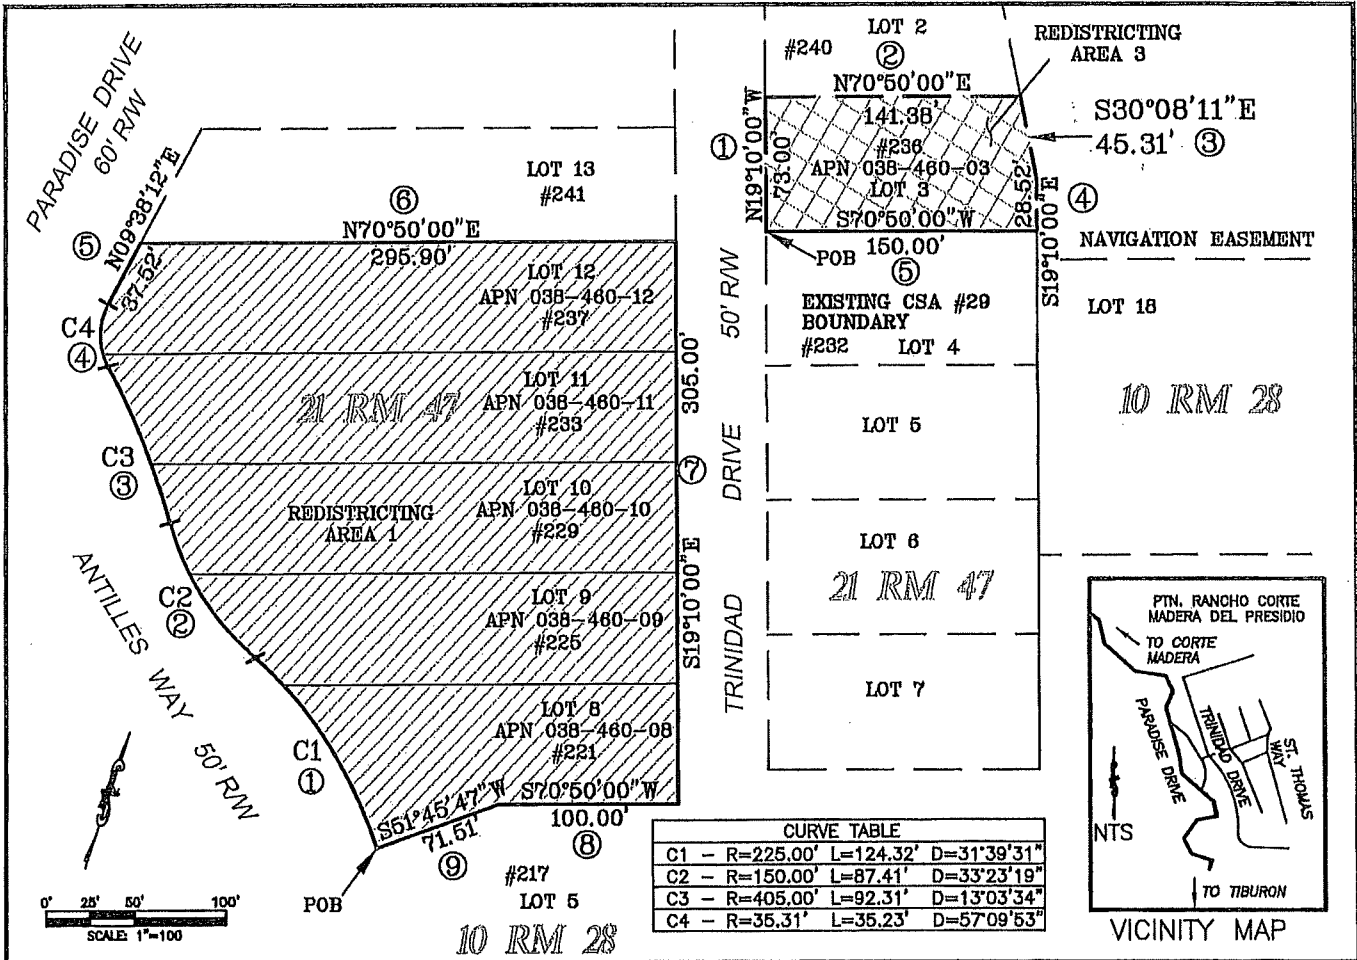 PARADISE DRIVE
60' R/W
⑤
N09°38'12"E
37.52'
LOT 13
#241
⑥
N70°50'00"E
295.90'
LOT 12
APN 038-460-12
#237
C4
④
LOT 11
21 RM 47
APN 038-460-11
#233
C3
③
LOT 10
APN 038-460-10
#229
REDISTRICTING
AREA 1
C2
②
LOT 9
APN 038-460-09
#225
ANTILLES WAY 50' R/W
C1
①
LOT 8
APN 038-460-08
#221
S70°50'00"W
100.00'
⑧
S51°45'47"W
71.51'
⑨
POB
#217
LOT 5
10 RM 28
305.00'
⑦
S19°10'00"E
TRINIDAD DRIVE 50' R/W
LOT 2
#240
②
N70°50'00"E
141.38'
#236
APN 038-460-03
LOT 3
S70°50'00"W
150.00'
⑤
①
N19°10'00"W
73.00'
POB
REDISTRICTING
AREA 3
S30°08'11"E
45.31' ③
28.52'
④
S19°10'00"E
NAVIGATION EASEMENT
EXISTING CSA #29
BOUNDARY
#232 LOT 4
LOT 18
10 RM 28
LOT 5
LOT 6
21 RM 47
LOT 7
0' 25' 50' 100'
SCALE: 1"=100
CURVE TABLE
C1 - R=225.00' L=124.32' D=31°39'31"
C2 - R=150.00' L=87.41' D=33°23'19"
C3 - R=405.00' L=92.31' D=13°03'34"
C4 - R=35.31' L=35.23' D=57°09'53"
PTN. RANCHO CORTE
MADERA DEL PRESIDIO
TO CORTE
MADERA
PARADISE DRIVE
TRINIDAD DRIVE
ST. THOMAS
WAY
NTS
TO TIBURON
VICINITY MAP